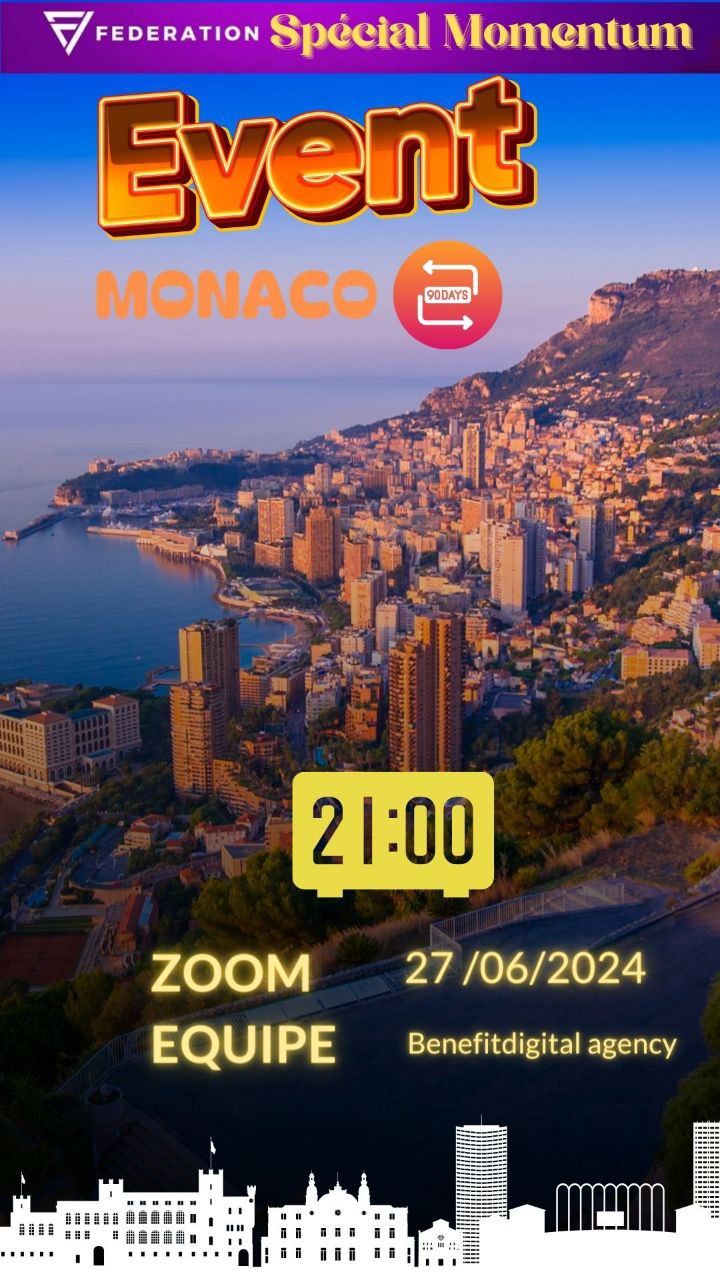 FEDERATION Spécial Momentum
Event
MONACO 90DAYS
21:00
ZOOM 27 /06/2024
EQUIPE Benefitdigital agency